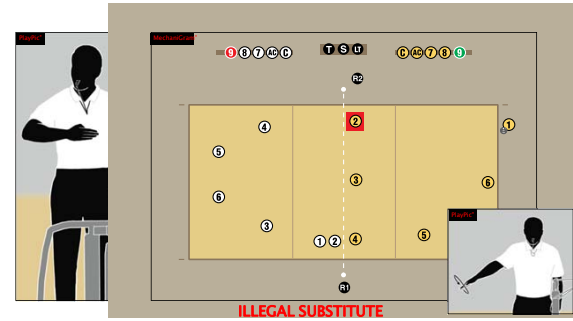 PlayPic®
MechaniGram®
9 8 7 AC C
T S LT
C AC 7 8 9
R2
4
2
1
5
3
6
6
3
1 2 4
5
PlayPic®
R1
ILLEGAL SUBSTITUTE